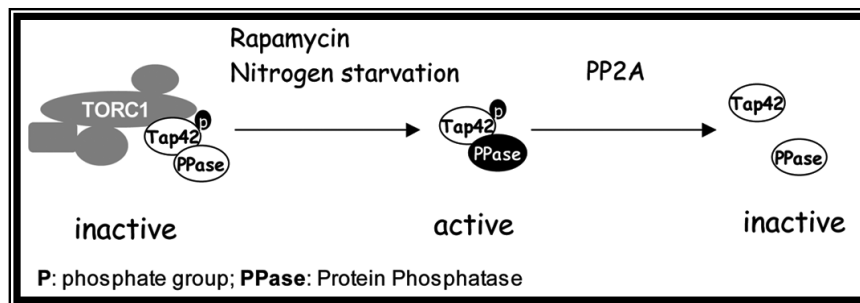 Rapamycin
Nitrogen starvation
PP2A
TORC1
p
Tap42
PPase
p
Tap42
PPase
Tap42
PPase
inactive
active
inactive
P: phosphate group; PPase: Protein Phosphatase